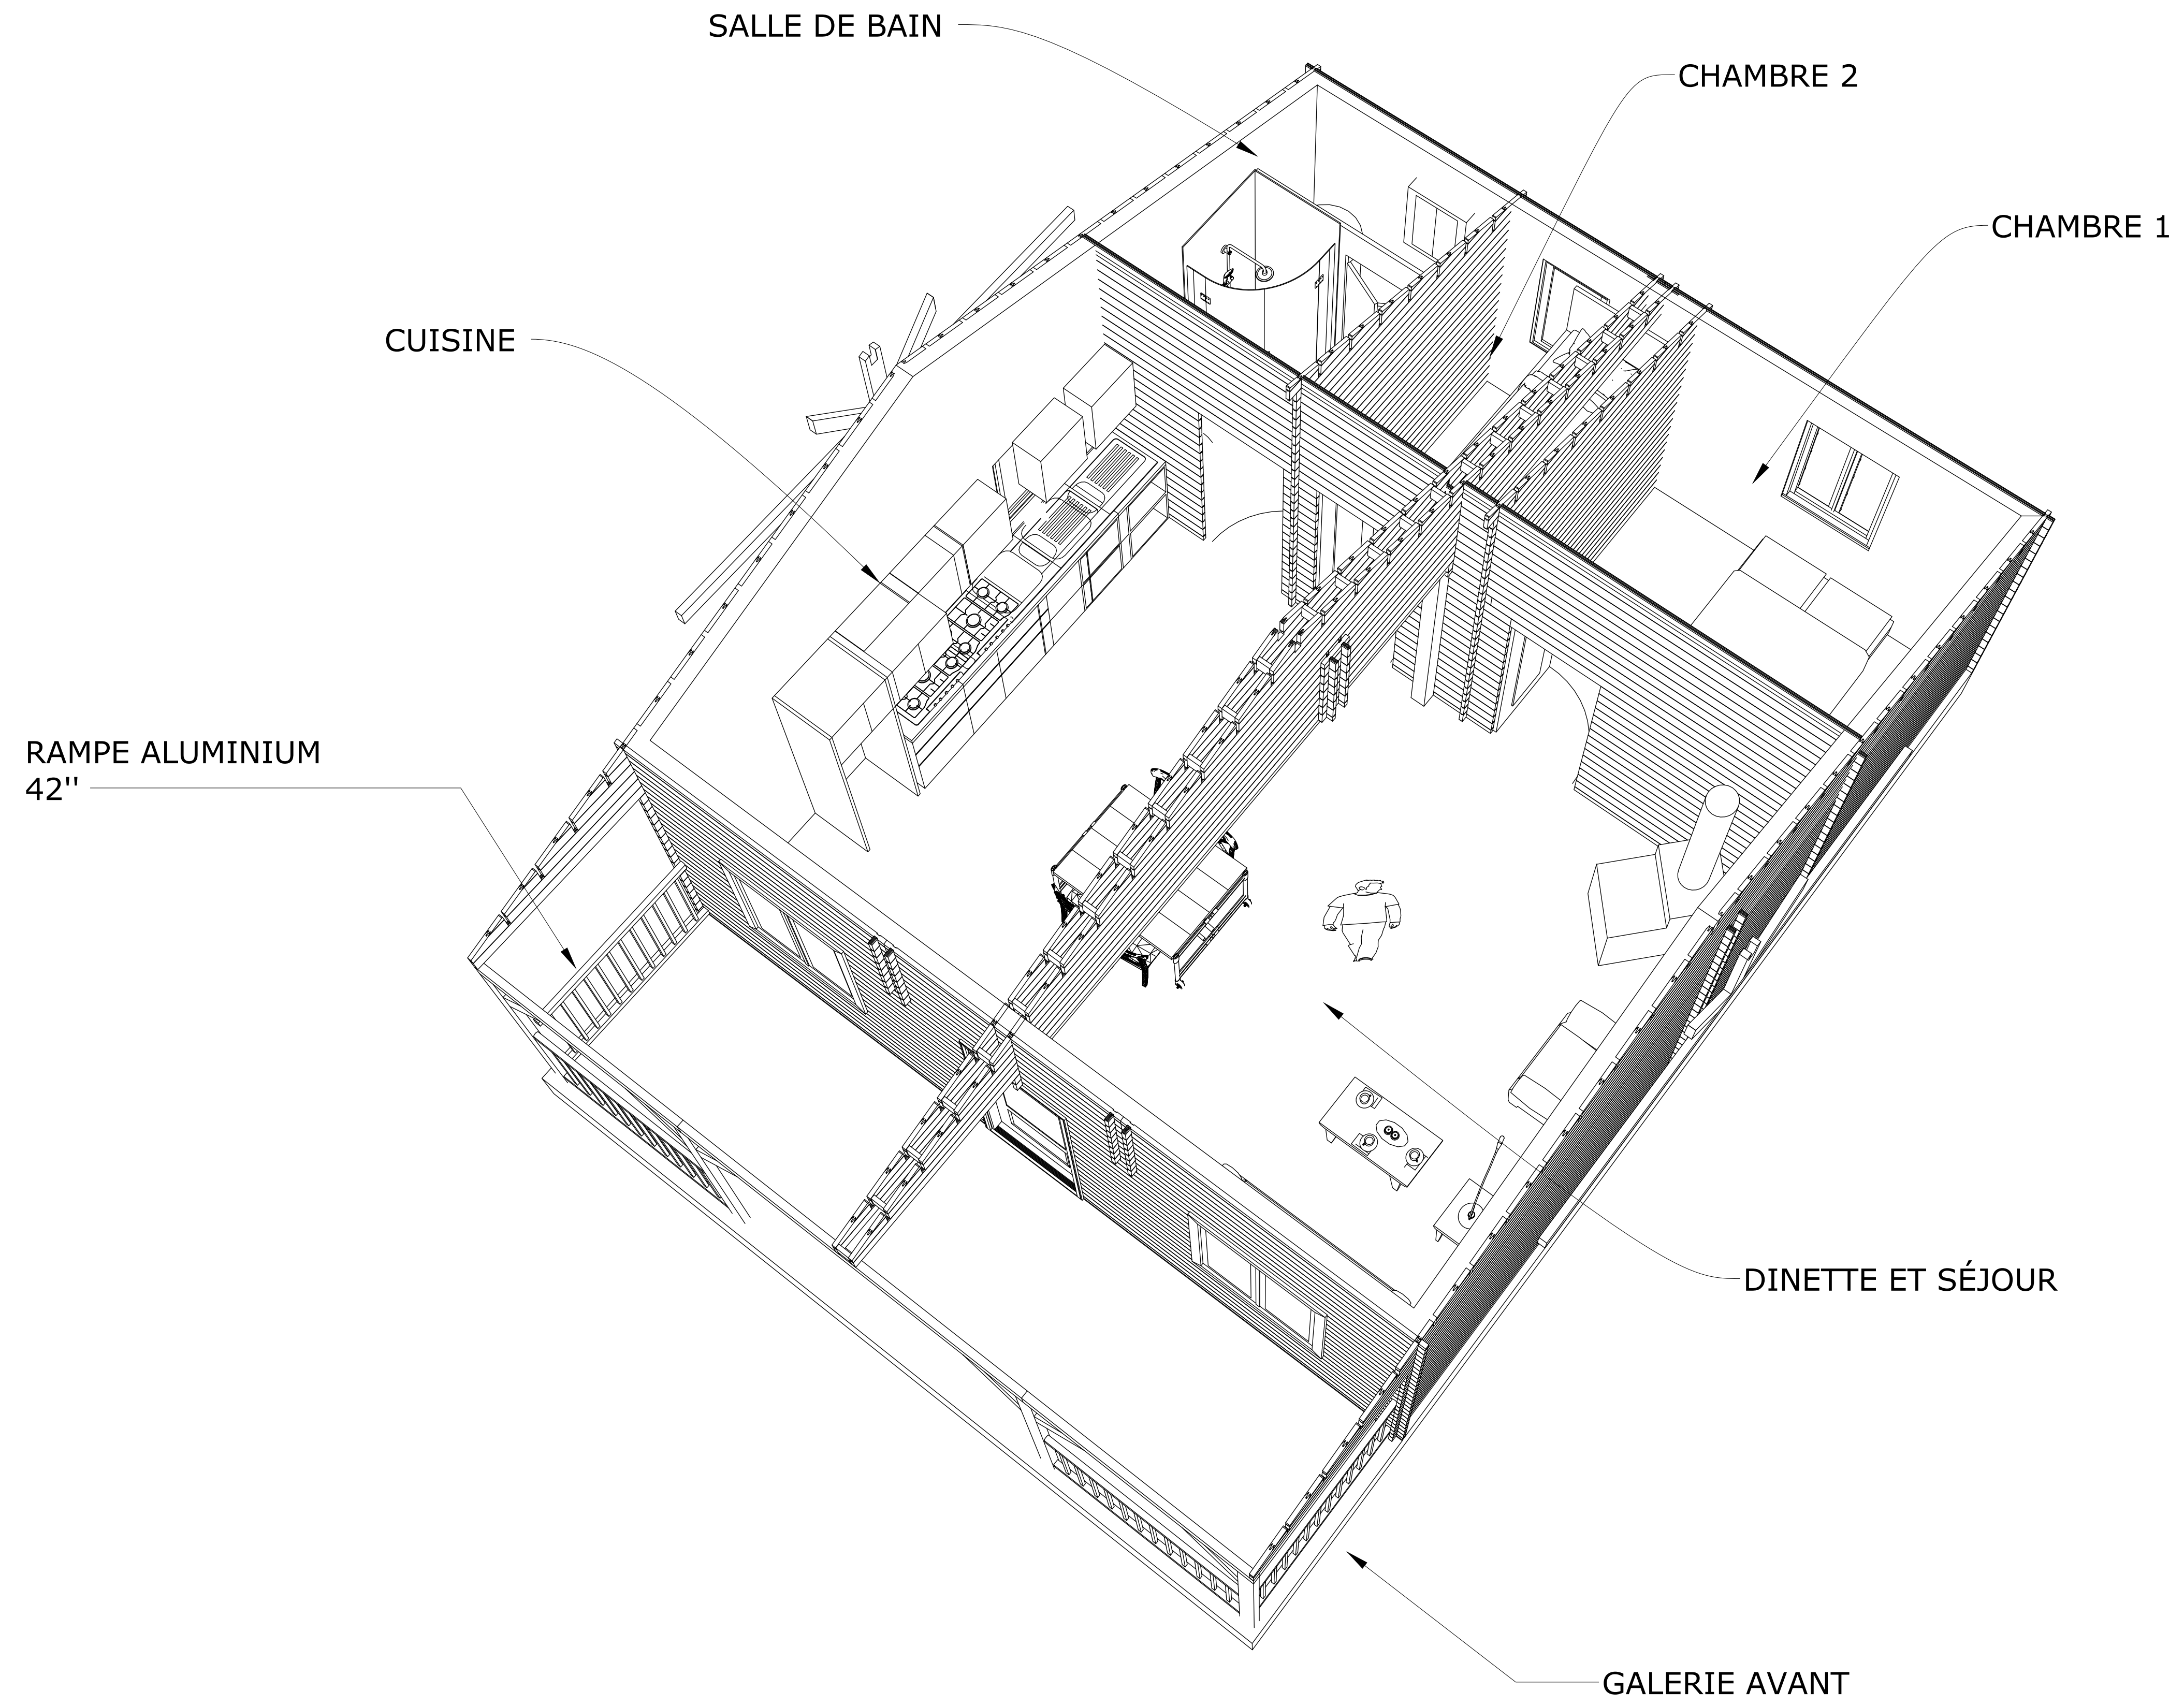 SALLE DE BAIN
CHAMBRE 2
CHAMBRE 1
CUISINE
RAMPE ALUMINIUM
42''
DINETTE ET SÉJOUR
GALERIE AVANT